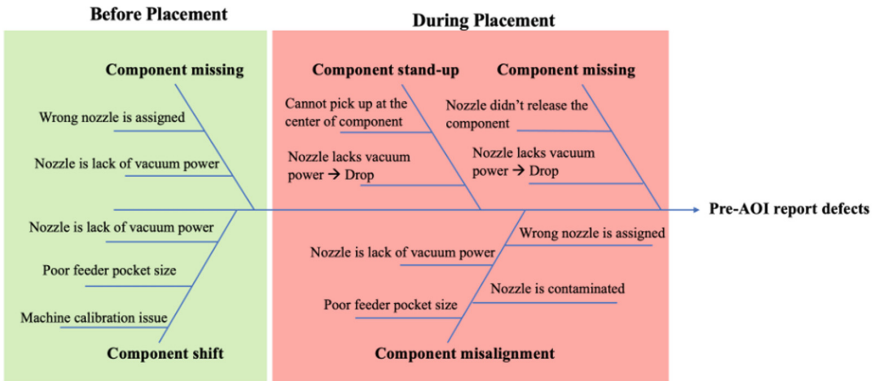 Before Placement
During Placement
Component missing
Wrong nozzle is assigned
Nozzle is lack of vacuum power
Nozzle is lack of vacuum power
Poor feeder pocket size
Machine calibration issue
Component shift
Component stand-up
Cannot pick up at the
center of component
Nozzle lacks vacuum
power → Drop
Component missing
Nozzle didn't release the
component
Nozzle lacks vacuum
power → Drop
Nozzle is lack of vacuum power
Poor feeder pocket size
Wrong nozzle is assigned
Nozzle is contaminated
Component misalignment
Pre-AOI report defects